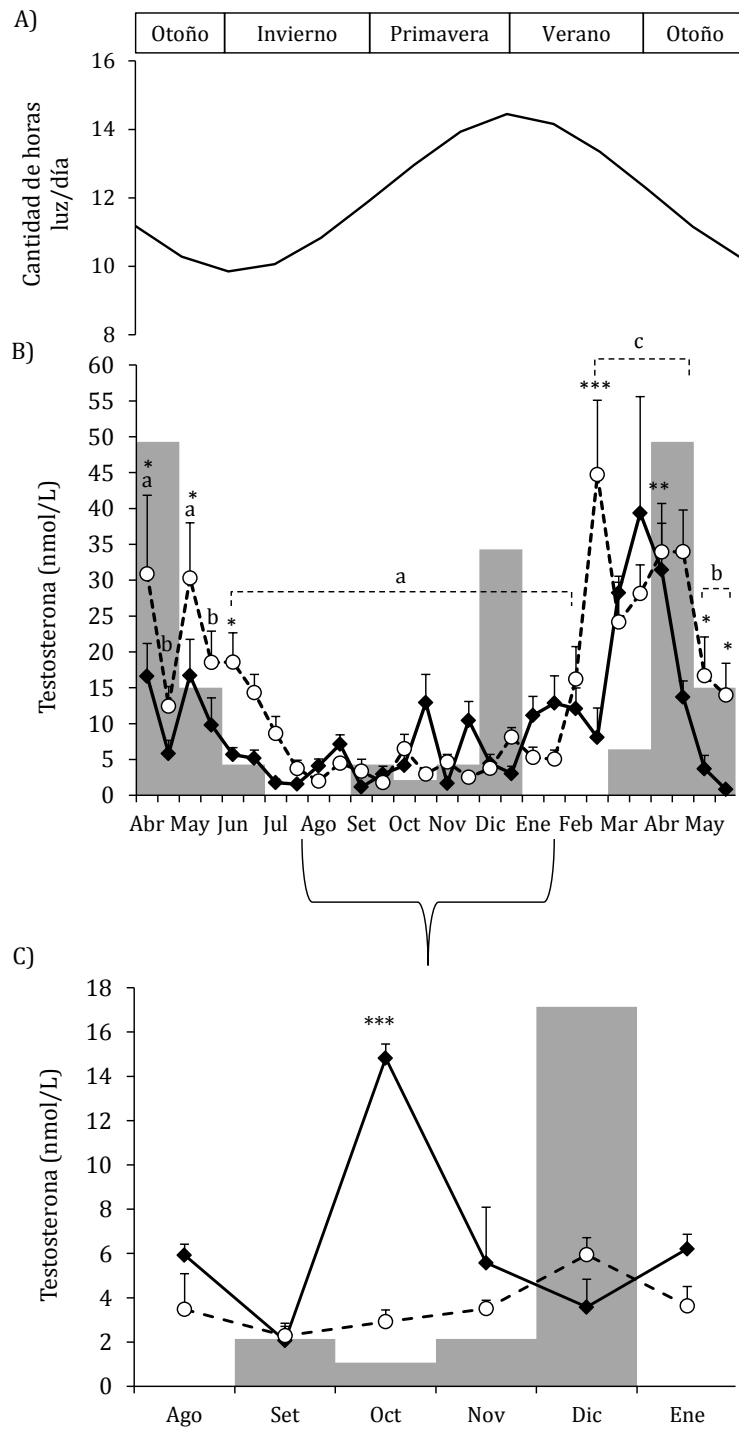 A)
Otoño Invierno Primavera Verano Otoño
16
14
12
10
8
Cantidad de horas
luz/día
B)
60
55
50
45
40
35
30
25
20
15
10
5
0
Testosterona (nmol/L)
*
a
b
*
a
b
*
a
***
c
**
b
*
*
Abr May Jun Jul Ago Set Oct Nov Dic Ene Feb Mar Abr May
C)
18
16
14
12
10
8
6
4
2
0
Testosterona (nmol/L)
***
Ago Set Oct Nov Dic Ene